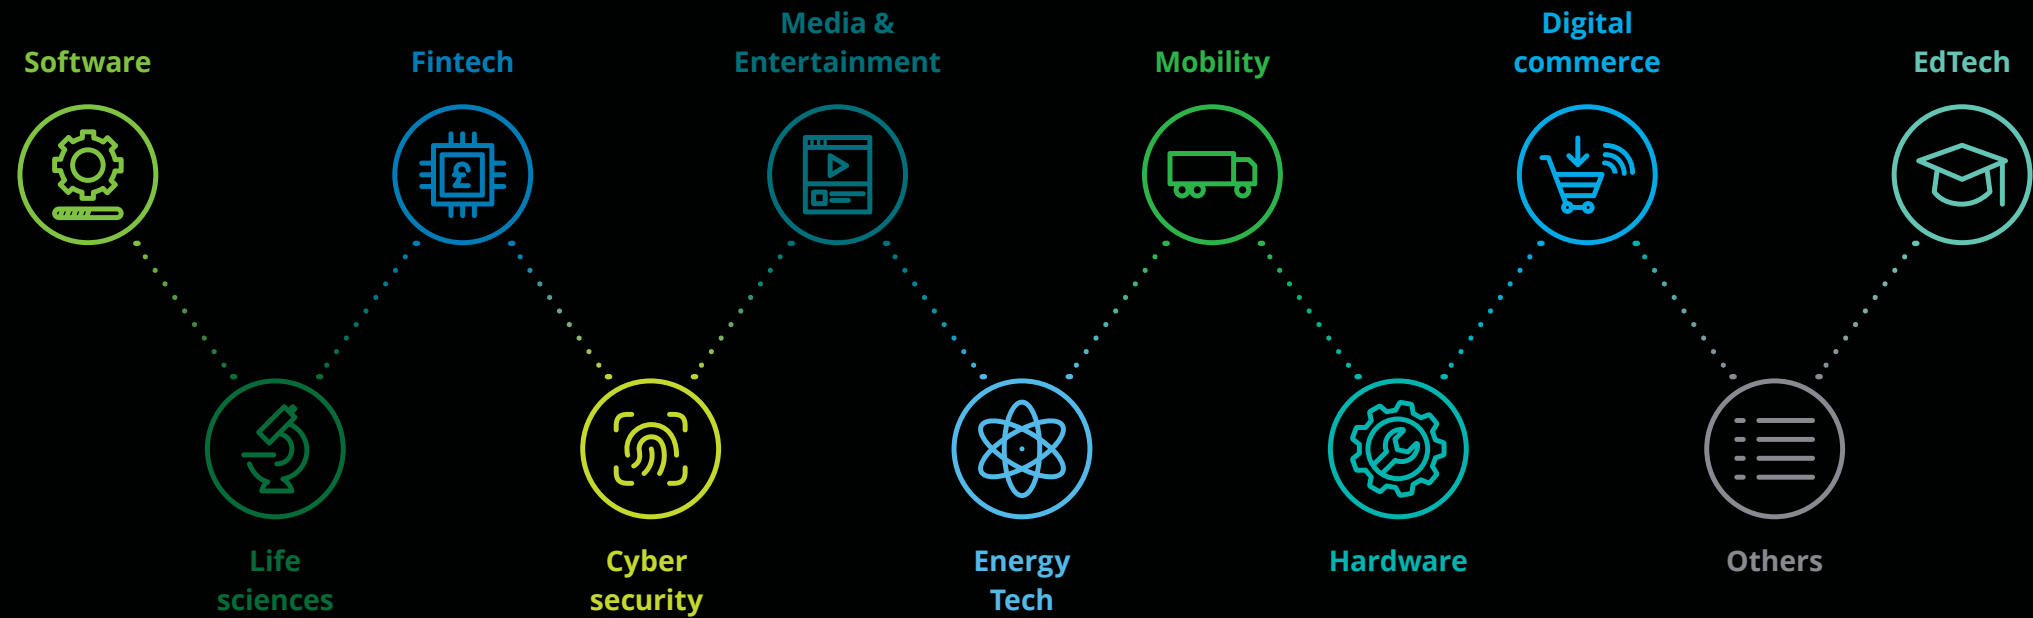 Software
Fintech
Media &
Entertainment
Mobility
Digital
commerce
EdTech
£
Life
sciences
Cyber
security
Energy
Tech
Hardware
Others